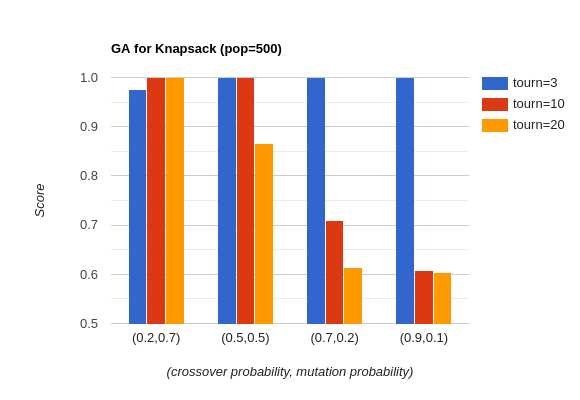 GA for Knapsack (pop=500)
1.0
0.9
0.8
0.7
0.6
0.5
Score
(0.2,0.7)
(0.5,0.5)
(0.7,0.2)
(0.9,0.1)
(crossover probability, mutation probability)
tourn=3
tourn=10
tourn=20